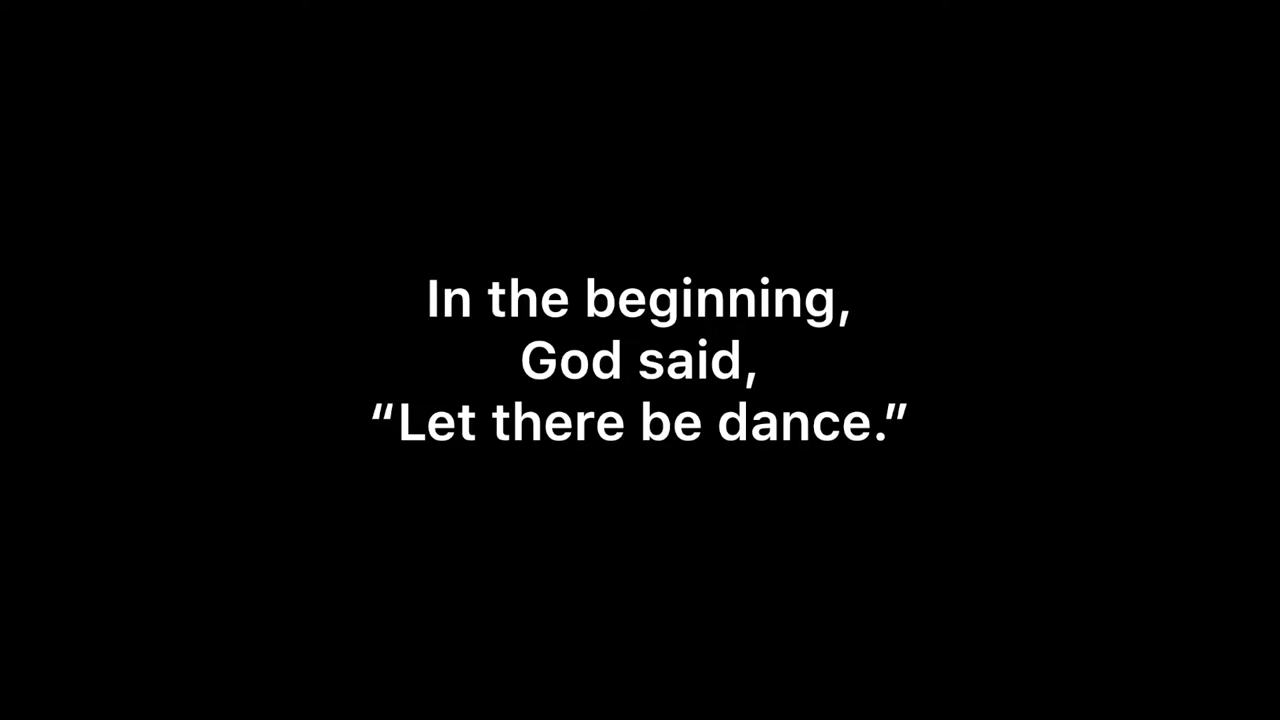 In the beginning,
God said,
“Let there be dance.”